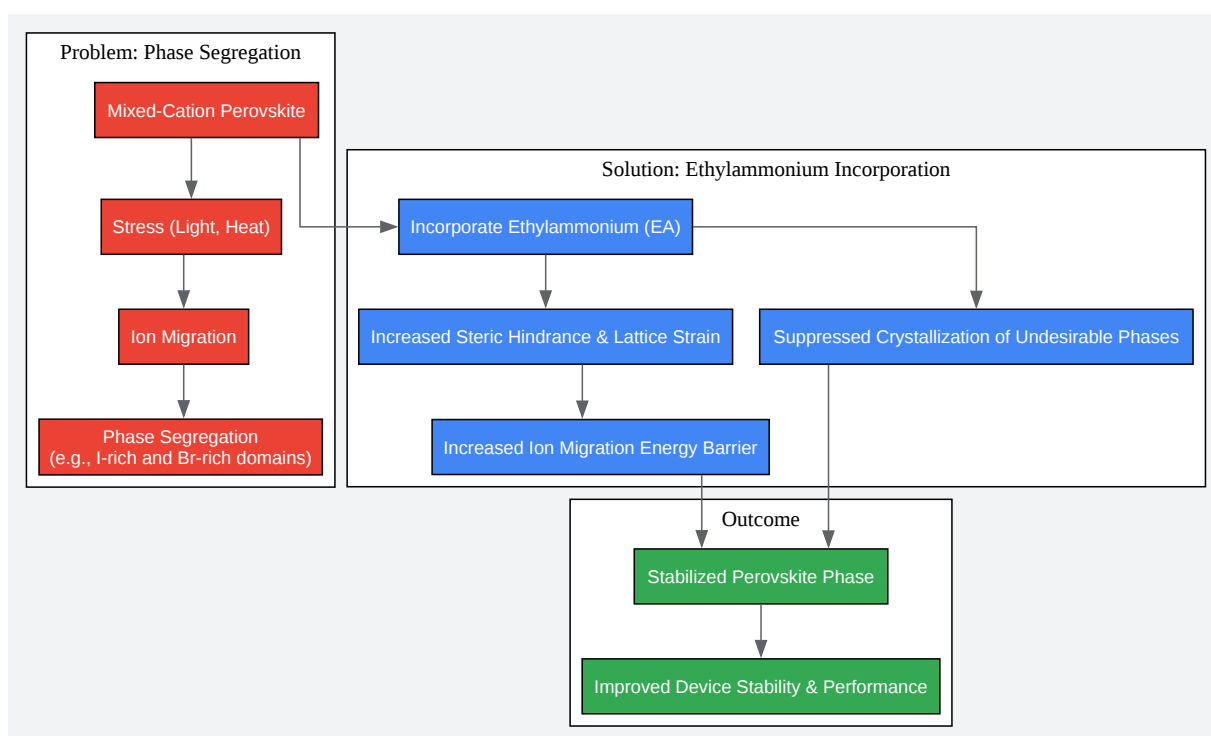 Problem: Phase Segregation
Mixed-Cation Perovskite
Stress (Light, Heat)
Ion Migration
Phase Segregation
(e.g., I-rich and Br-rich domains)
Solution: Ethylammonium Incorporation
Incorporate Ethylammonium (EA)
Increased Steric Hindrance & Lattice Strain
Suppressed Crystallization of Undesirable Phases
Increased Ion Migration Energy Barrier
Outcome
Stabilized Perovskite Phase
Improved Device Stability & Performance